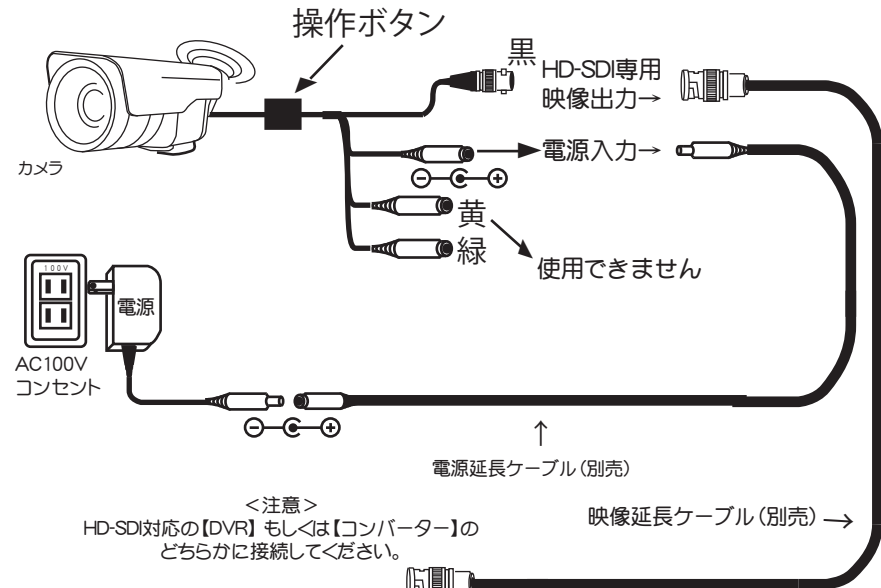 操作ボタン
黒
HD-SDI専用
映像出力→
カメラ
電源入力→
黄
緑
使用できません
100V
電源
AC100V
コンセント
↑
電源延長ケーブル(別売)
<注意>
HD-SDI対応の【DVR】もしくは【コンバーター】の
どちらかに接続してください。
映像延長ケーブル(別売)→